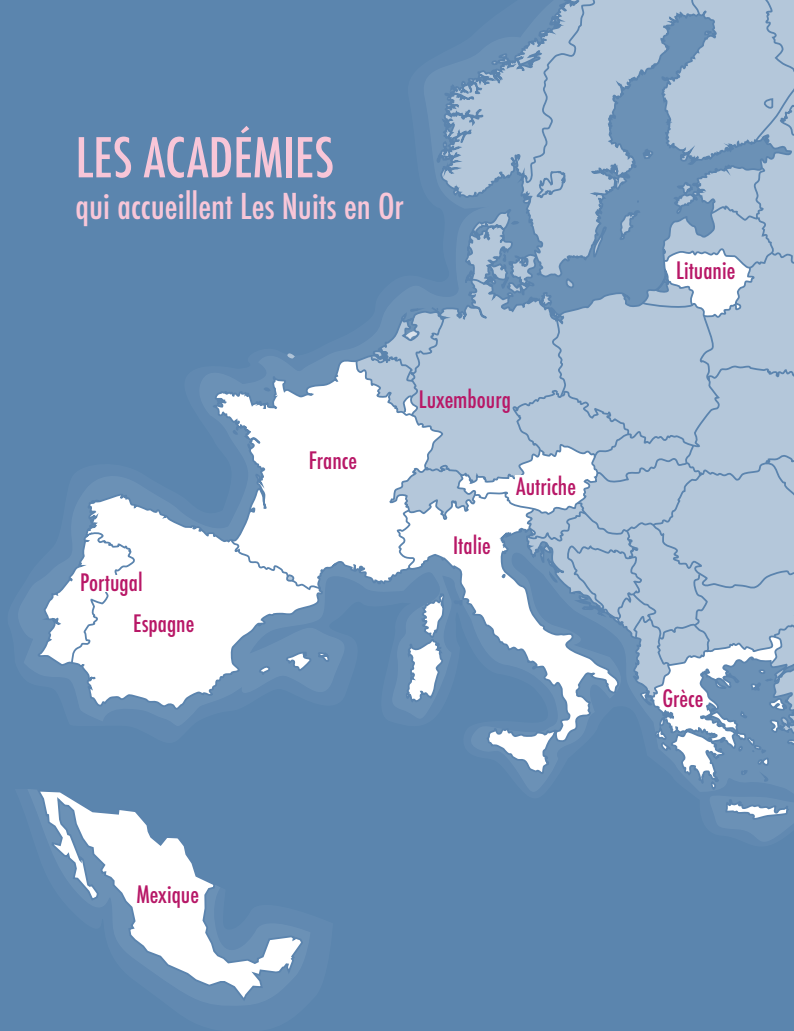 LES ACADÉMIES
qui accueillent Les Nuits en Or
Lituanie
Luxembourg
France
Autriche
Italie
Portugal
Espagne
Grèce
Mexique